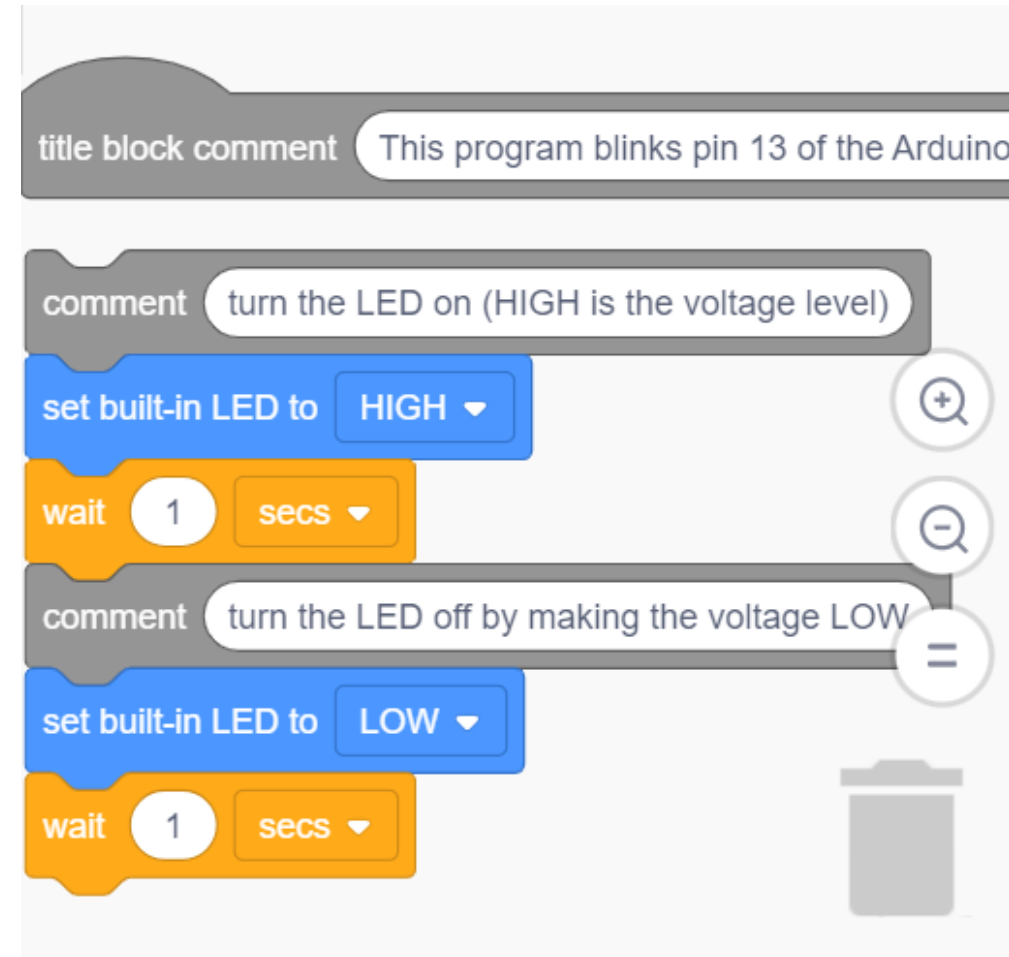 title block comment This program blinks pin 13 of the Arduino
comment turn the LED on (HIGH is the voltage level)
set built-in LED to HIGH
wait 1 secs
comment turn the LED off by making the voltage LOW
set built-in LED to LOW
wait 1 secs